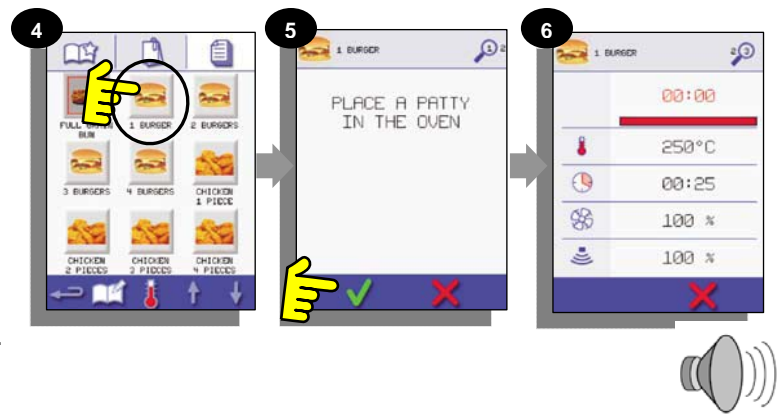 4
FULL GRAIN
BUN
1 BURGER
2 BURGERS
3 BURGERS
4 BURGERS
CHICKEN
1 PIECE
CHICKEN
2 PIECES
CHICKEN
3 PIECES
CHICKEN
4 PIECES
5
1 BURGER
1 2
PLACE A PATTY
IN THE OVEN
6
1 BURGER
2 3
00:00
250°C
00:25
100 %
100 %